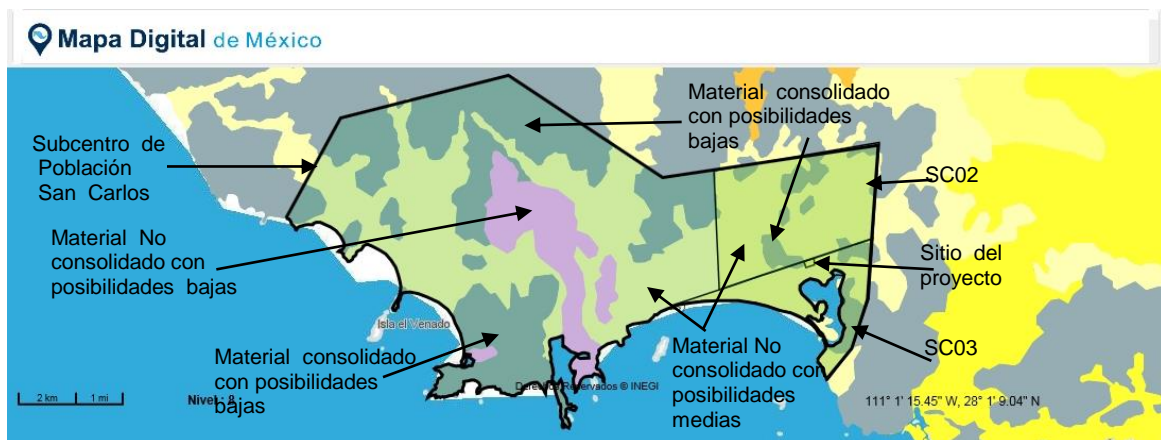 Mapa Digital de México
Material consolidado
con posibilidades
bajas
Subcentro de
Población
San Carlos
SC02
Material No
consolidado con
posibilidades bajas
Sitio del
proyecto
Isla el Venado
Material consolidado
con posibilidades
bajas
Material No
consolidado con
posibilidades
medias
SC03
Derechos Reservados © INEGI
2 km 1 mi
Nivel: 8
111° 1' 15.45" W, 28° 1' 9.04" N